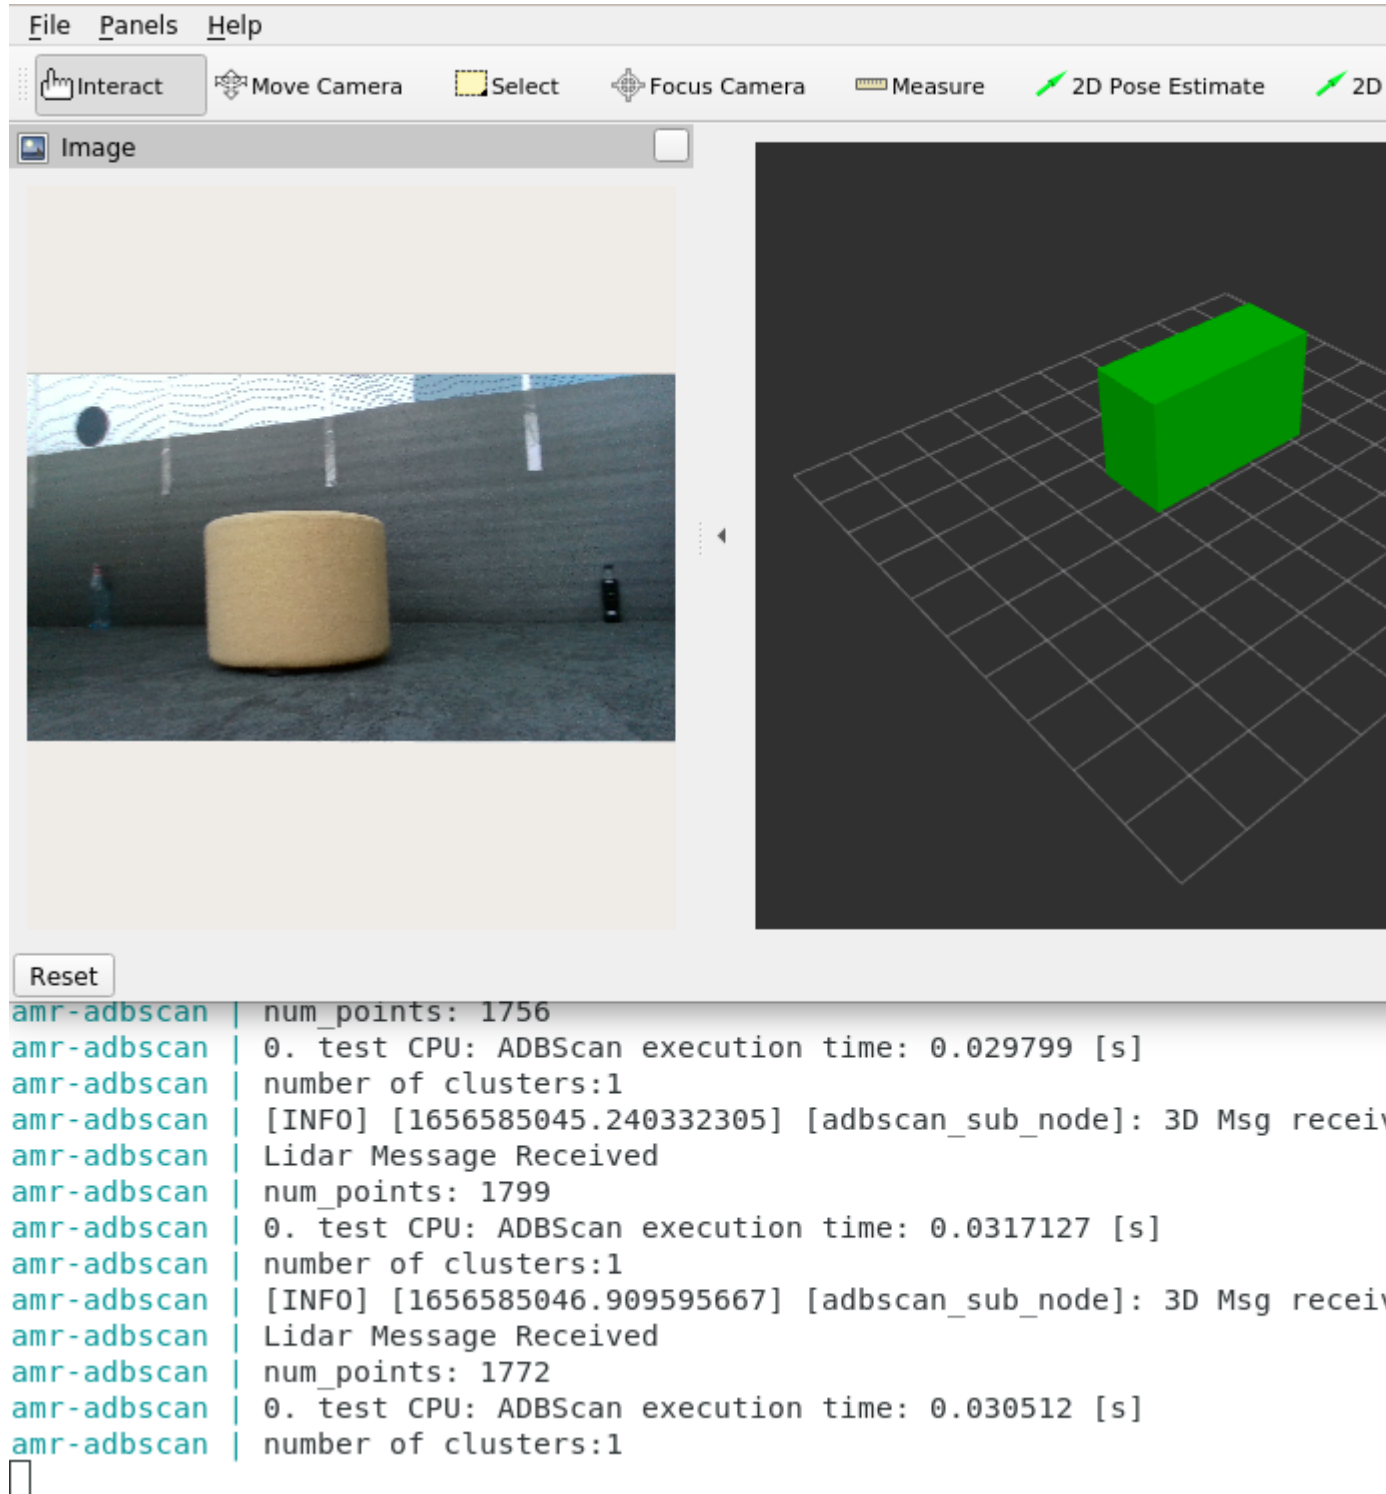 File Panels Help
Interact Move Camera Select Focus Camera Measure 2D Pose Estimate 2D
Image
Reset
amr-adbscan | num_points: 1756
amr-adbscan | 0. test CPU: ADBScan execution time: 0.029799 [s]
amr-adbscan | number of clusters:1
amr-adbscan | [INFO] [1656585045.240332305] [adbscan_sub_node]: 3D Msg receiv
amr-adbscan | Lidar Message Received
amr-adbscan | num_points: 1799
amr-adbscan | 0. test CPU: ADBScan execution time: 0.0317127 [s]
amr-adbscan | number of clusters:1
amr-adbscan | [INFO] [1656585046.909595667] [adbscan_sub_node]: 3D Msg receiv
amr-adbscan | Lidar Message Received
amr-adbscan | num_points: 1772
amr-adbscan | 0. test CPU: ADBScan execution time: 0.030512 [s]
amr-adbscan | number of clusters:1